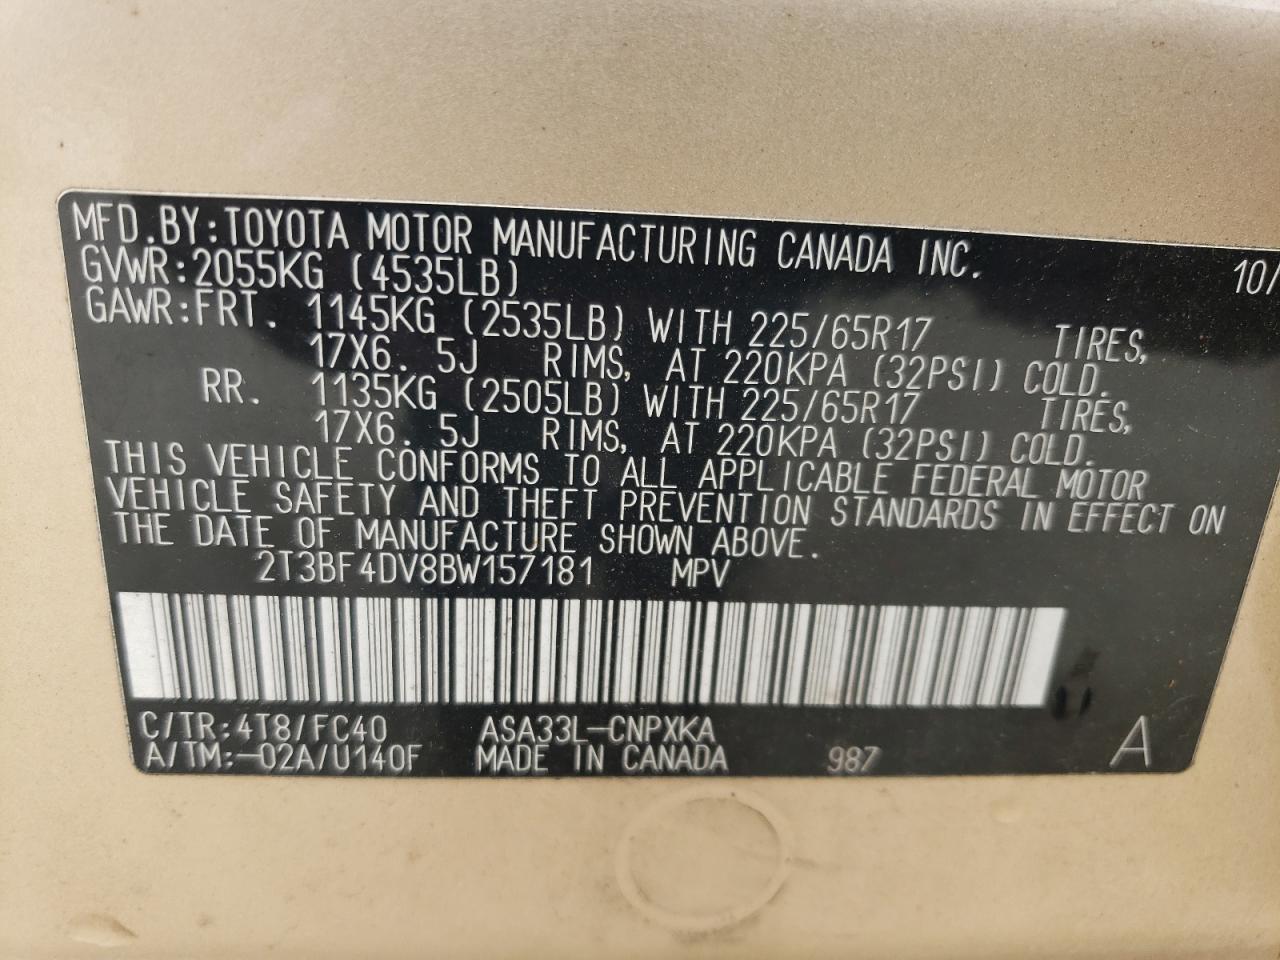 MFD.BY:TOYOTA MOTOR MANUFACTURING CANADA INC. 10/
GVWR:2055KG (4535LB)
GAWR:FRT. 1145KG (2535LB) WITH 225/65R17 TIRES,
17X6. 5J RIMS, AT 220KPA (32PSI) COLD.
RR. 1135KG (2505LB) WITH 225/65R17 TIRES,
17X6. 5J RIMS, AT 220KPA (32PSI) COLD.
THIS VEHICLE CONFORMS TO ALL APPLICABLE FEDERAL MOTOR
VEHICLE SAFETY AND THEFT PREVENTION STANDARDS IN EFFECT ON
THE DATE OF MANUFACTURE SHOWN ABOVE.
2T3BF4DV8BW157181 MPV
C/TR:4T8/FC40 ASA33L-CNPXKA
A/TM:-02A/U140F MADE IN CANADA 987 A